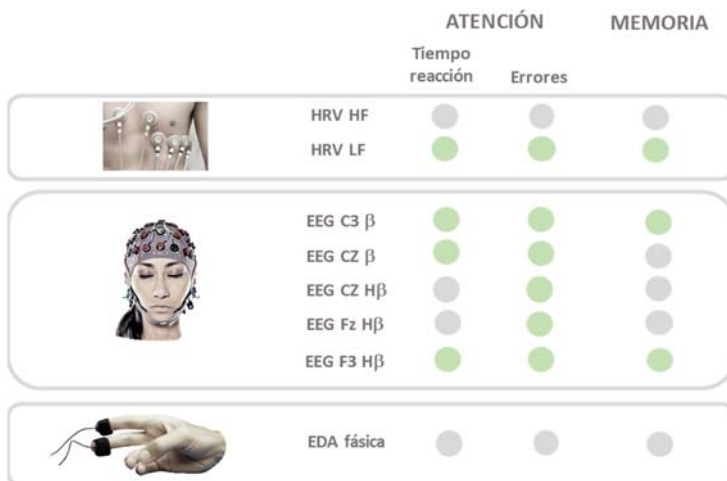 ATENCIÓN MEMORIA
Tiempo
reacción Errores
HRV HF
HRV LF
EEG C3 β
EEG CZ β
EEG CZ Hβ
EEG Fz Hβ
EEG F3 Hβ
EDA fásica